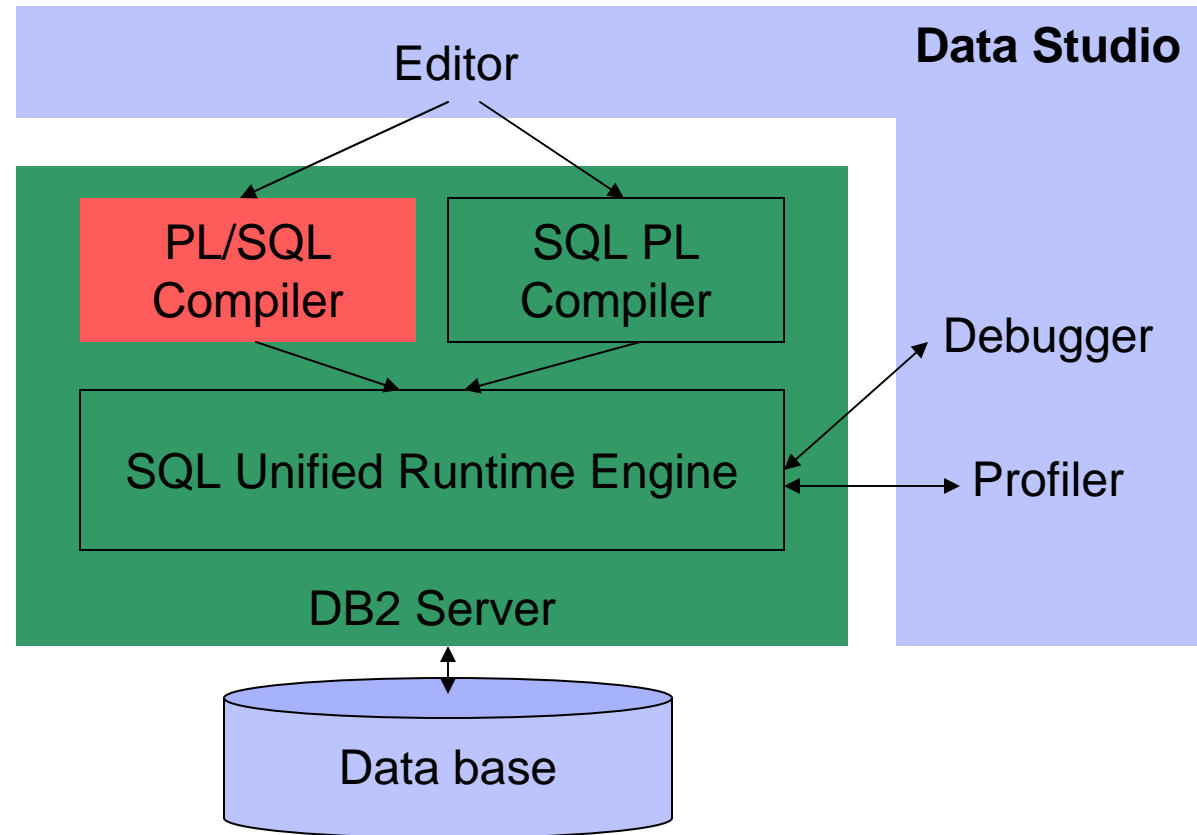 Data Studio
Editor
PL/SQL
Compiler
SQL PL
Compiler
Debugger
SQL Unified Runtime Engine
Profiler
DB2 Server
Data base